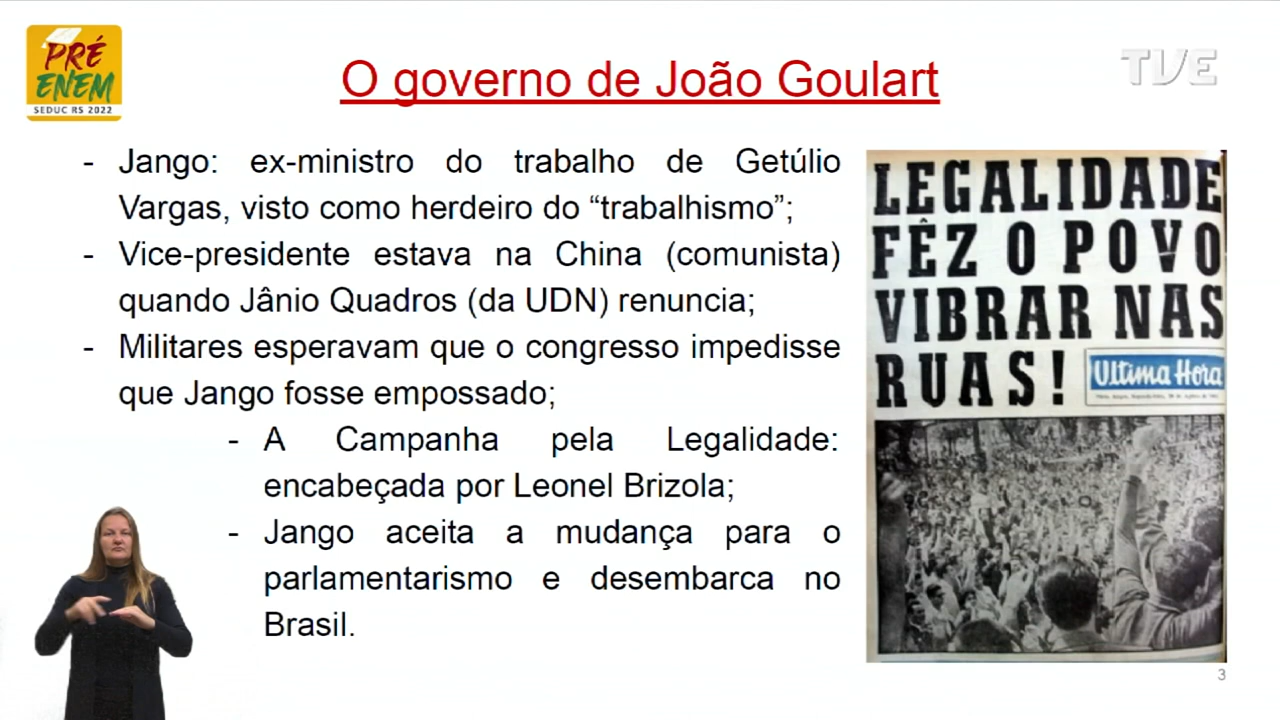 PRÉ
ENEM
SEDUC RS 2022
O governo de João Goulart
TVE
- Jango: ex-ministro do trabalho de Getúlio
Vargas, visto como herdeiro do “trabalhismo”;
- Vice-presidente estava na China (comunista)
quando Jânio Quadros (da UDN) renuncia;
- Militares esperavam que o congresso impedisse
que Jango fosse empossado;
- A Campanha pela Legalidade:
encabeçada por Leonel Brizola;
- Jango aceita a mudança para o
parlamentarismo e desembarca no
Brasil.
LEGALIDADE
FÊZ O POVO
VIBRAR NAS
RUAS!
Ultima Hora
3